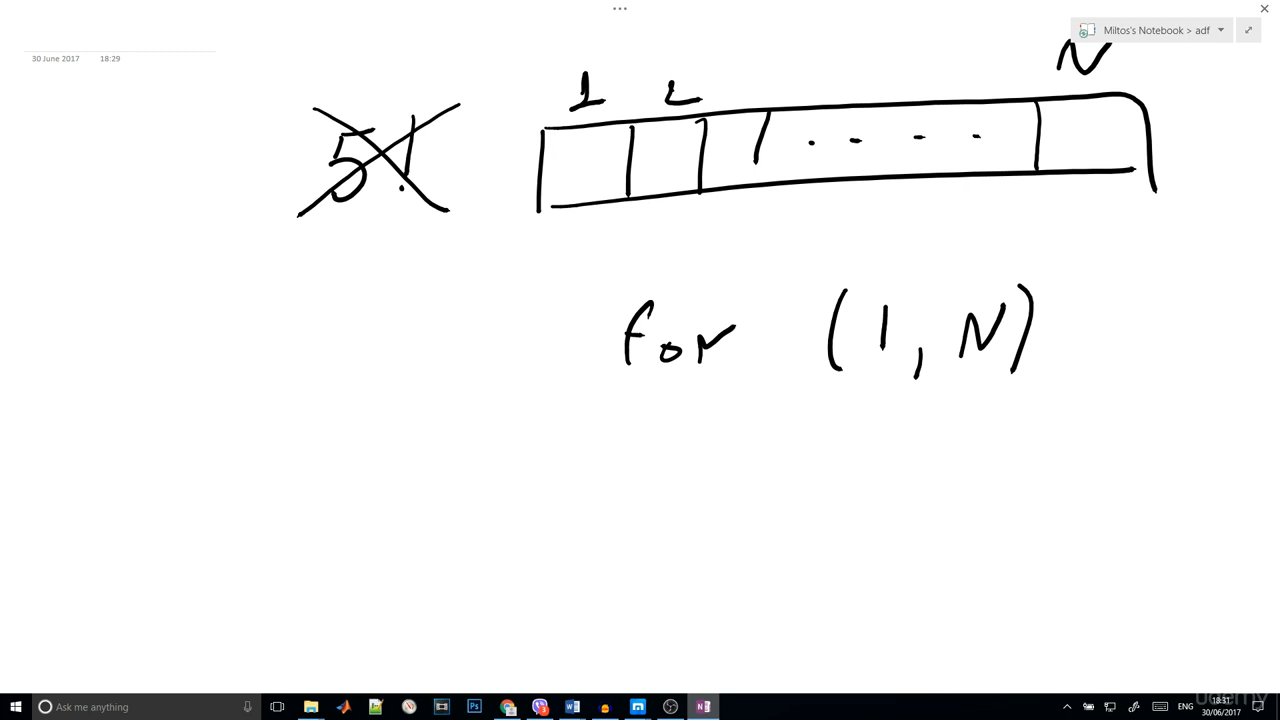 Miltos's Notebook > adf
30 June 2017 18:29
1 2 N
51
for (1, N)
Ask me anything
ENG
18:31
30/06/2017
udemy